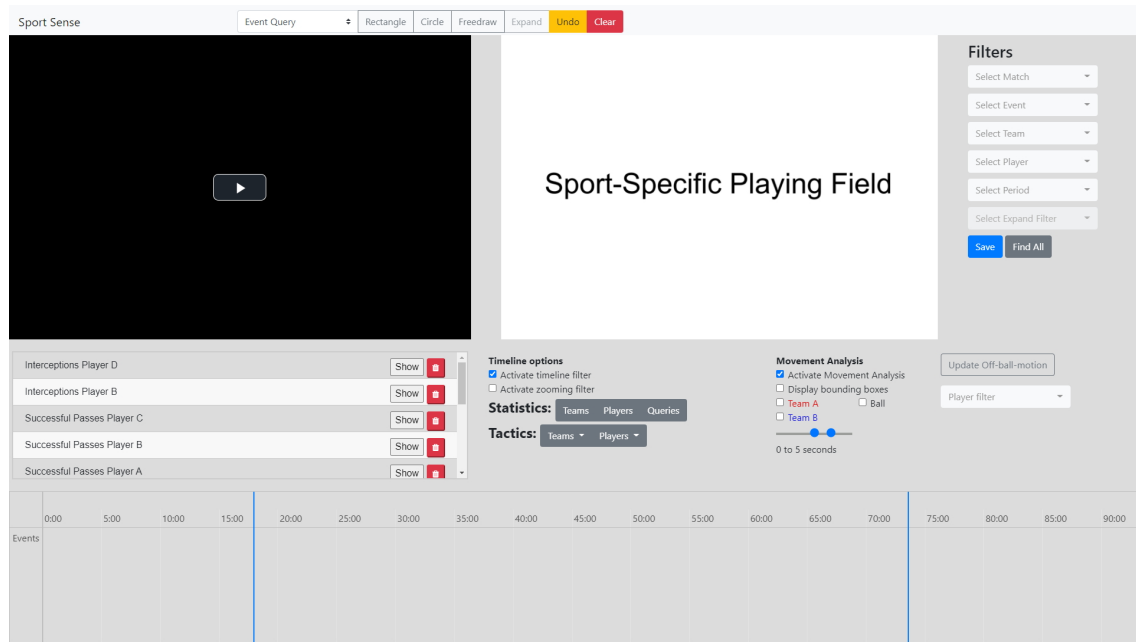 Sport Sense
Event Query Rectangle Circle Freedraw Expand Undo Clear
Sport-Specific Playing Field
Filters
Select Match
Select Event
Select Team
Select Player
Select Period
Select Expand Filter
Save Find All
Interceptions Player D Show
Interceptions Player B Show
Successful Passes Player C Show
Successful Passes Player B Show
Successful Passes Player A Show
Timeline options
Activate timeline filter
Activate zooming filter
Statistics: Teams Players Queries
Tactics: Teams Players
Movement Analysis
Activate Movement Analysis
Display bounding boxes
Team A Ball
Team B
0 to 5 seconds
Update Off-ball-motion
Player filter
0:00 5:00 10:00 15:00 20:00 25:00 30:00 35:00 40:00 45:00 50:00 55:00 60:00 65:00 70:00 75:00 80:00 85:00 90:00
Events